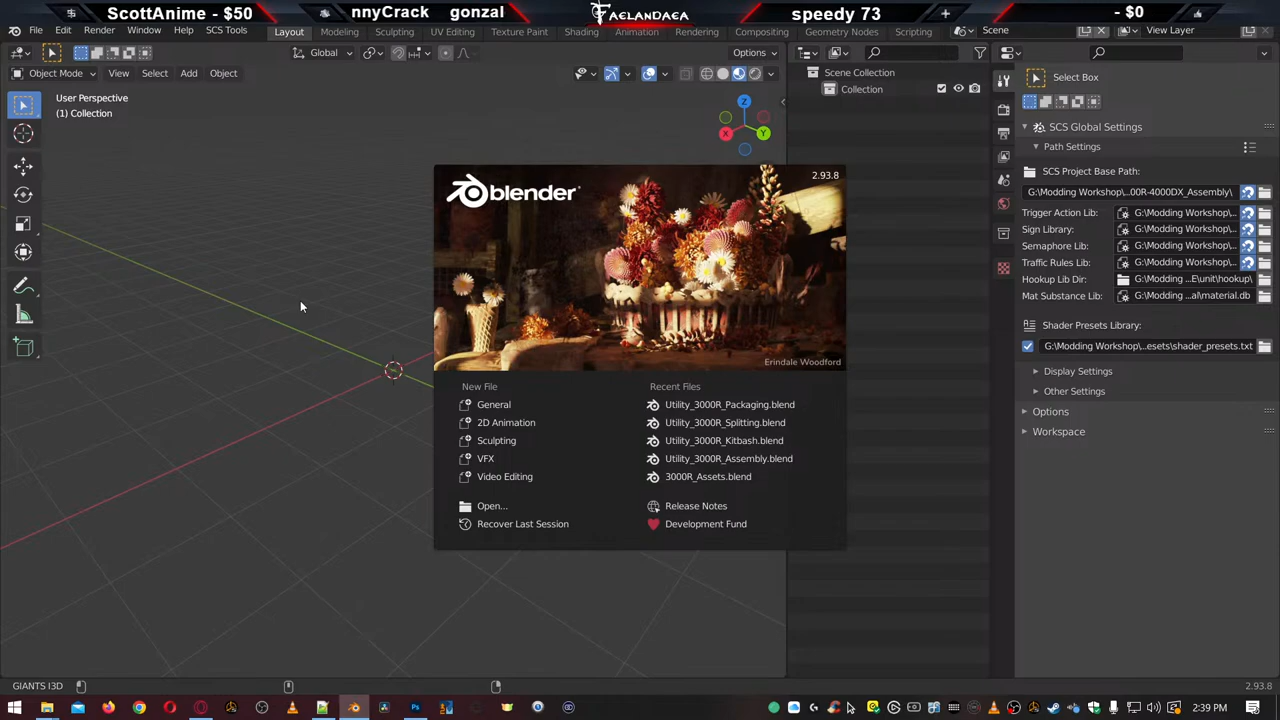 ScottAnime - $50
nnyCrack gonzal
FAELANDAEA
speedy 73
- $0
File Edit Render Window Help SCS Tools
Layout Modeling Sculpting UV Editing Texture Paint Shading Animation Rendering Compositing Geometry Nodes Scripting
Scene
View Layer
Global
Options
Object Mode View Select Add Object
User Perspective
(1) Collection
Z
X
Y
Scene Collection
Collection
Select Box
SCS Global Settings
Path Settings
SCS Project Base Path:
G:\Modding Workshop\..00R-4000DX_Assembly\
Trigger Action Lib: G:\Modding Workshop\...
Sign Library: G:\Modding Workshop\...
Semaphore Lib: G:\Modding Workshop\...
Traffic Rules Lib: G:\Modding Workshop\...
Hookup Lib Dir: G:\Modding ...E\unit\hookup\
Mat Substance Lib: G:\Modding ...al\material.db
Shader Presets Library:
G:\Modding Workshop\...esets\shader_presets.txt
Display Settings
Other Settings
Options
Workspace
blender
2.93.8
Erindale Woodford
New File
General
2D Animation
Sculpting
VFX
Video Editing
Open...
Recover Last Session
Recent Files
Utility_3000R_Packaging.blend
Utility_3000R_Splitting.blend
Utility_3000R_Kitbash.blend
Utility_3000R_Assembly.blend
3000R_Assets.blend
Release Notes
Development Fund
GIANTS I3D
2.93.8
2:39 PM